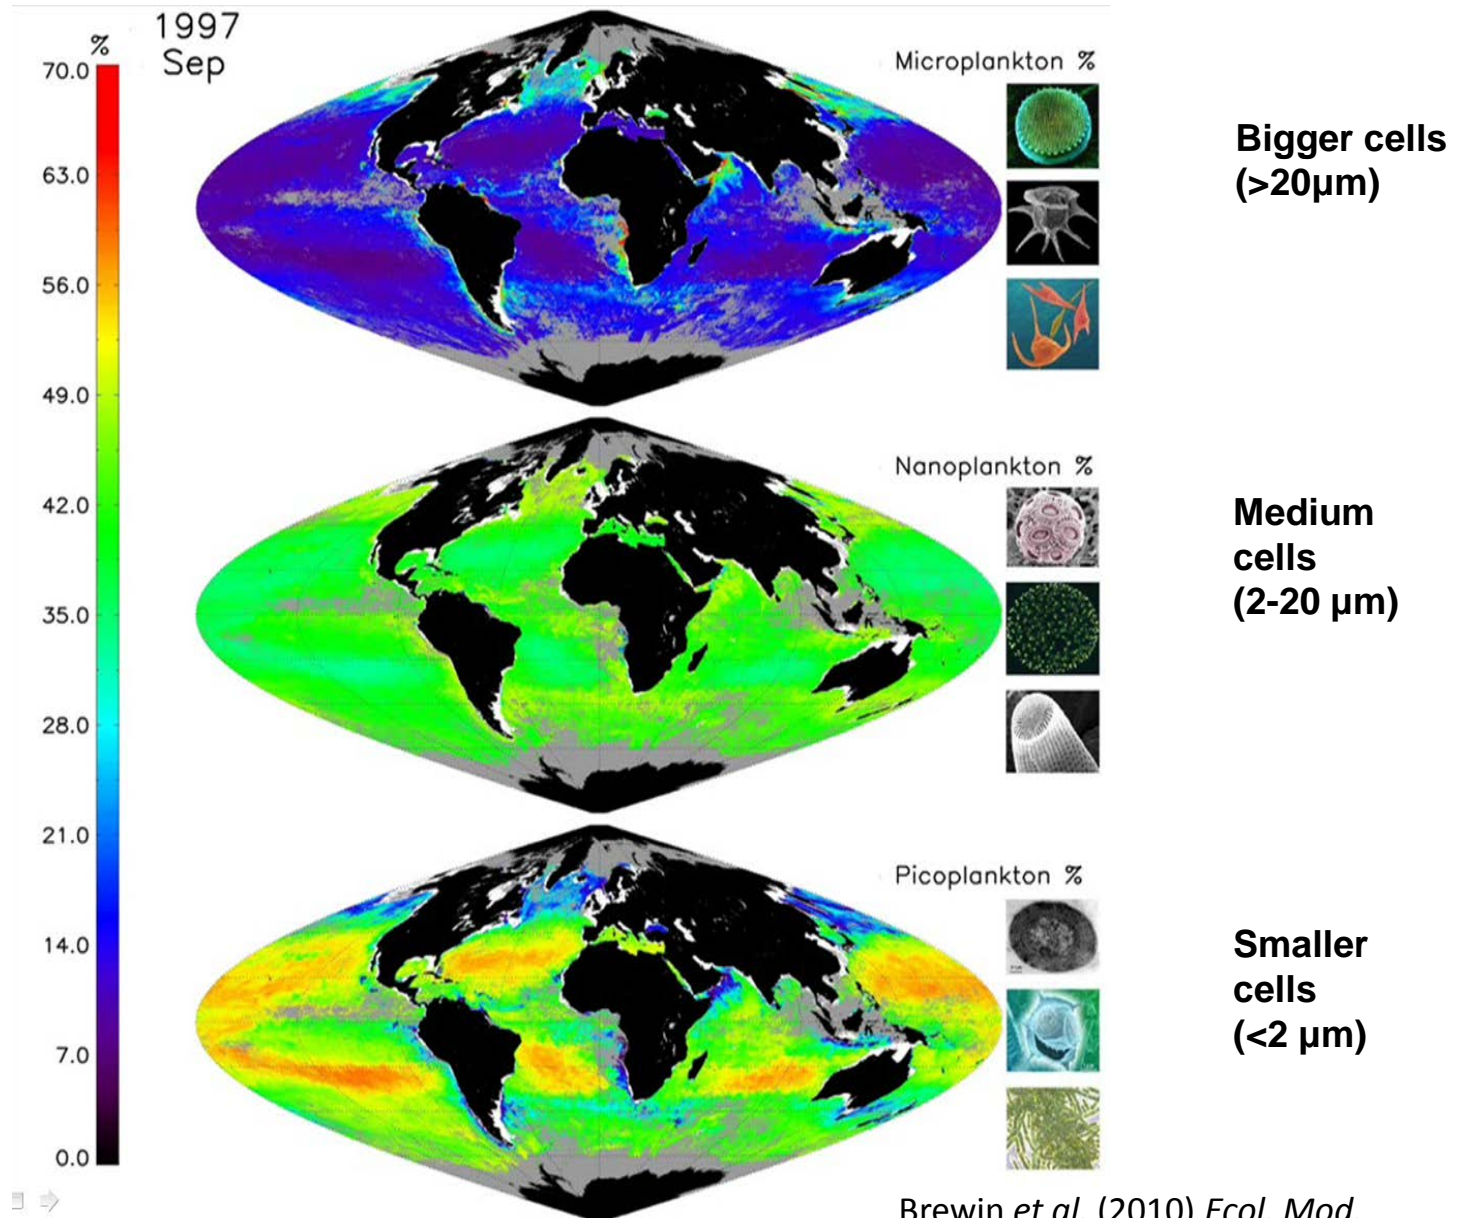 1997
Sep
%
70.0
63.0
56.0
49.0
42.0
35.0
28.0
21.0
14.0
7.0
0.0
Microplankton %
Bigger cells
(>20µm)
Nanoplankton %
Medium
cells
(2-20 µm)
Picoplankton %
Smaller
cells
(<2 µm)
Brewin et al. (2010) Ecol. Mod